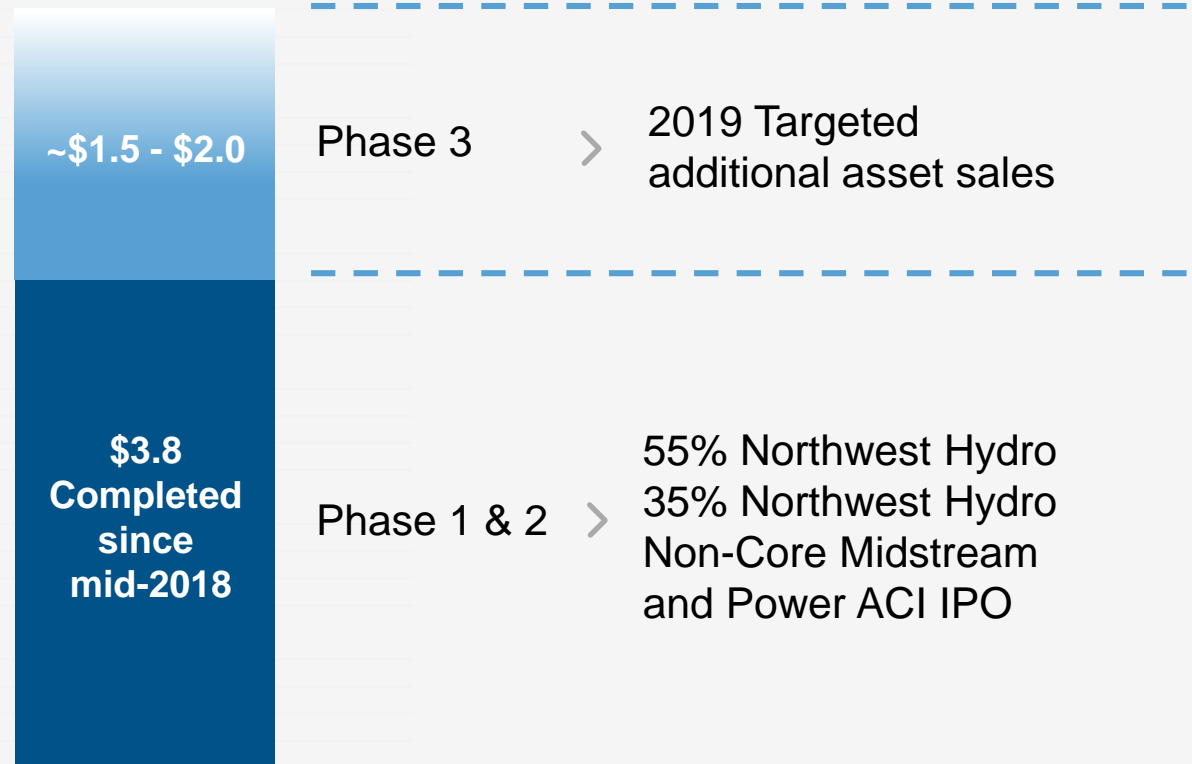 ~$1.5 - $2.0
Phase 3
2019 Targeted
additional asset sales
$3.8
Completed
since
mid-2018
Phase 1 & 2
55% Northwest Hydro
35% Northwest Hydro
Non-Core Midstream
and Power ACI IPO